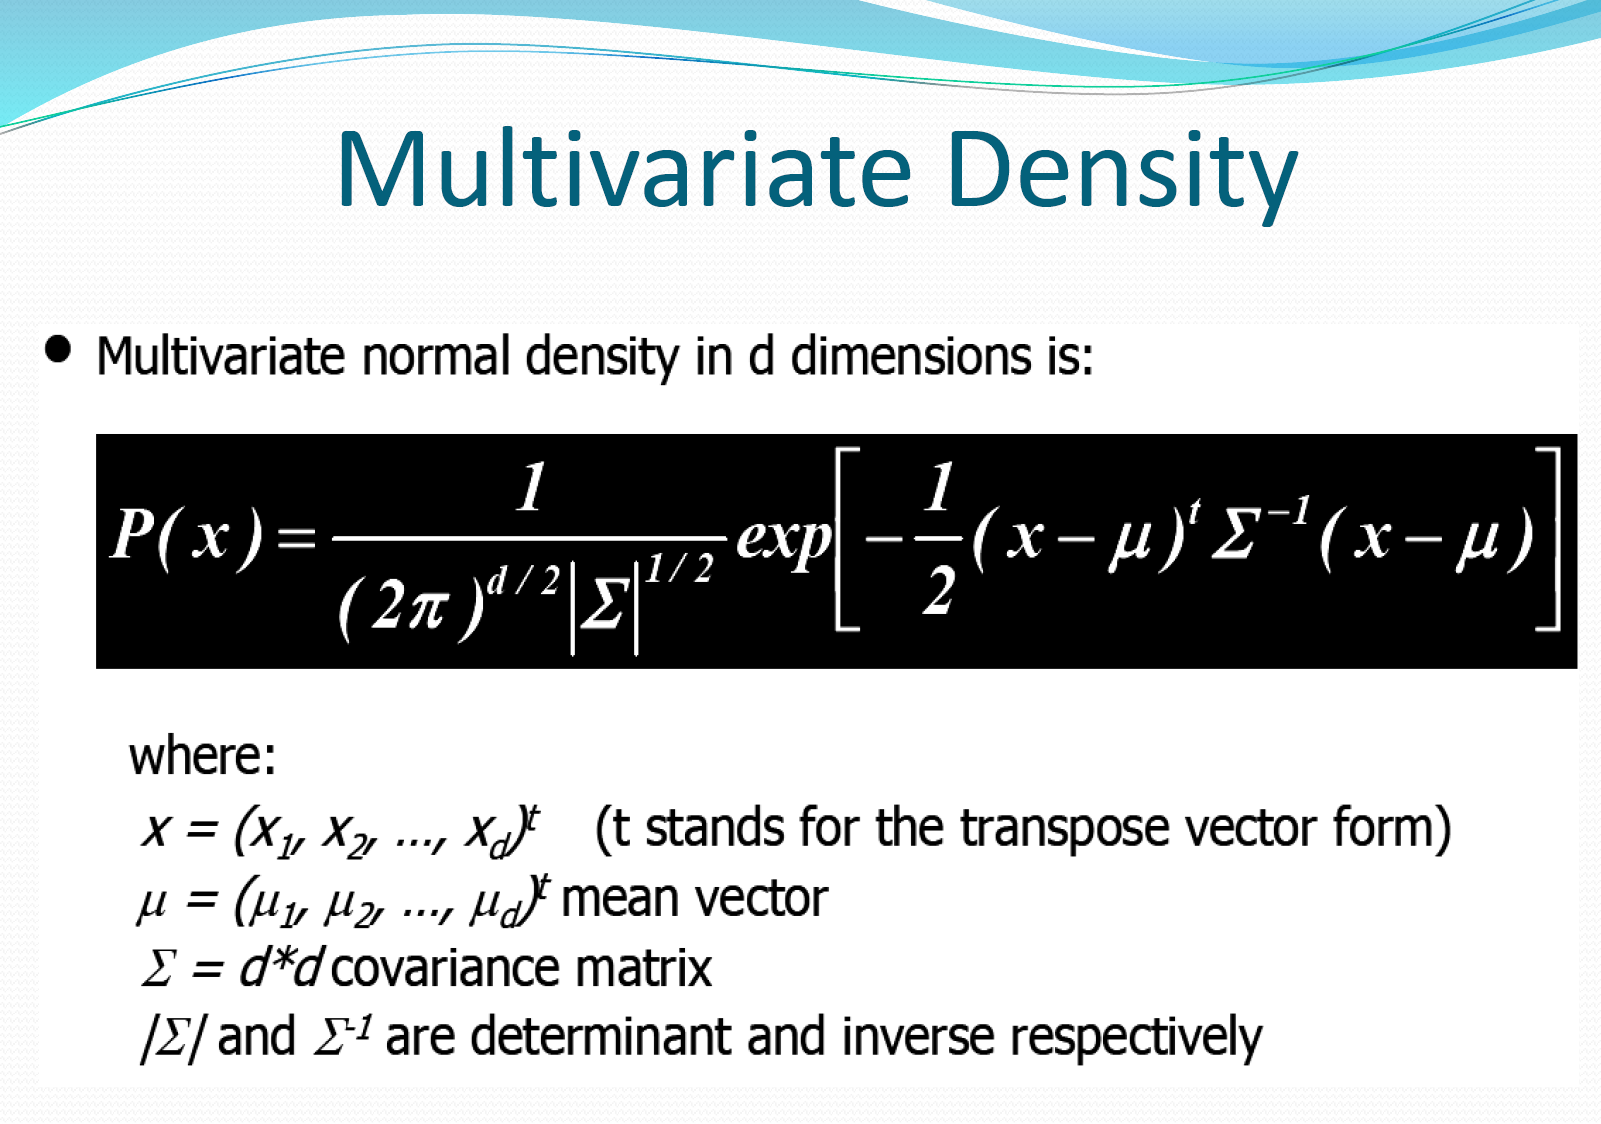 Multivariate Density
● Multivariate normal density in d dimensions is:
P( x ) = 1 / ( (2π)^{d/2} |Σ|^{1/2} ) exp[ − 1/2 ( x − μ )^t Σ^{−1} ( x − μ ) ]
where:
x = (x₁, x₂, …, x_d)^t (t stands for the transpose vector form)
μ = (μ₁, μ₂, …, μ_d)^t mean vector
Σ = d*d covariance matrix
|Σ| and Σ^{-1} are determinant and inverse respectively